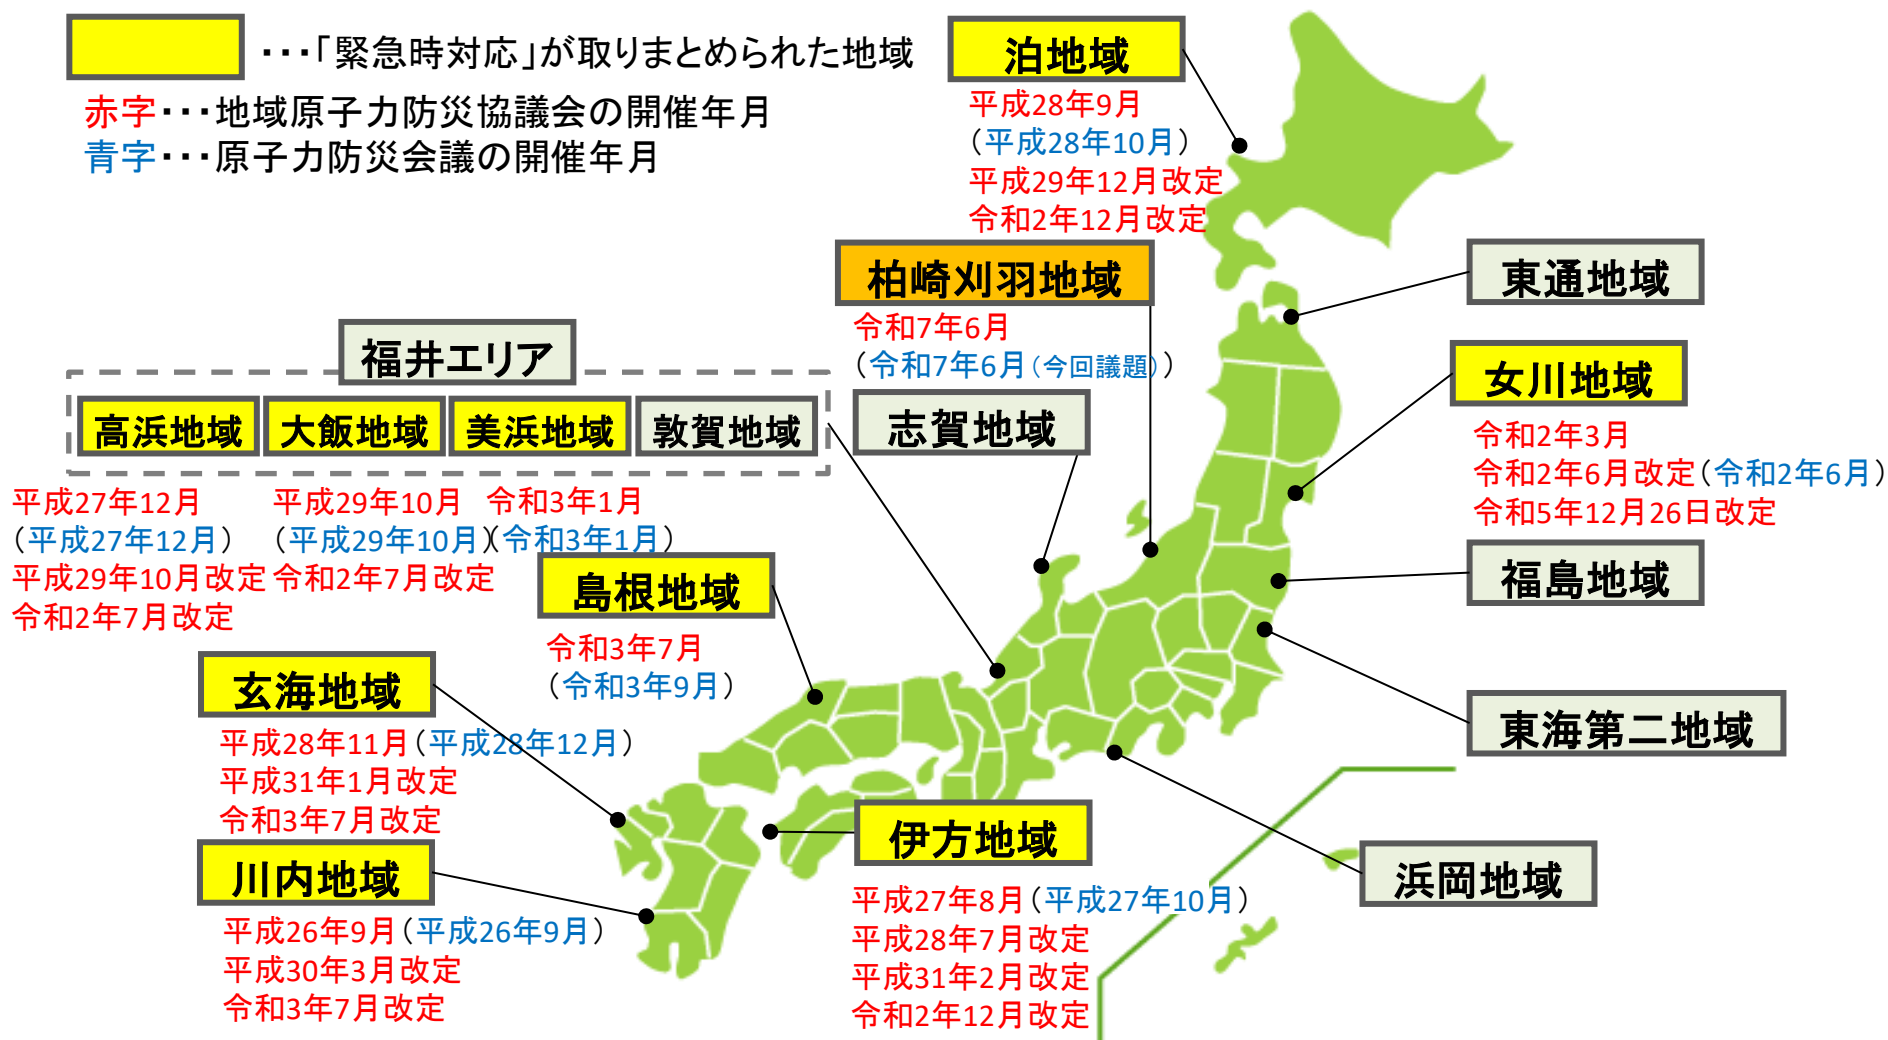 ・・・「緊急時対応」が取りまとめられた地域
赤字・・・地域原子力防災協議会の開催年月
青字・・・原子力防災会議の開催年月
泊地域
平成28年9月
（平成28年10月）
平成29年12月改定
令和2年12月改定
柏崎刈羽地域
令和7年6月
（令和7年6月（今回議題））
東通地域
女川地域
令和2年3月
令和2年6月改定（令和2年6月）
令和5年12月26日改定
福井エリア
高浜地域
大飯地域
美浜地域
敦賀地域
平成27年12月
（平成27年12月）
平成29年10月改定
令和2年7月改定
平成29年10月
（平成29年10月）
令和2年7月改定
令和3年1月
（令和3年1月）
志賀地域
福島地域
島根地域
令和3年7月
（令和3年9月）
東海第二地域
玄海地域
平成28年11月（平成28年12月）
平成31年1月改定
令和3年7月改定
伊方地域
平成27年8月（平成27年10月）
平成28年7月改定
平成31年2月改定
令和2年12月改定
浜岡地域
川内地域
平成26年9月（平成26年9月）
平成30年3月改定
令和3年7月改定